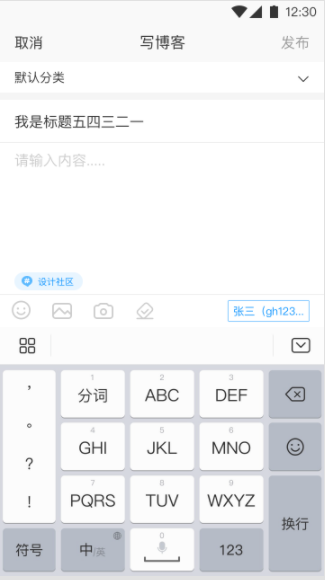 12:30
取消 写博客 发布
默认分类
我是标题五四三二一
请输入内容.....
设计社区
张三（gh123...
， 1 分词 2 ABC 3 DEF
。 GHI JKL MNO
？
！ 7 PQRS 8 TUV 9 WXYZ 换行
符号 中/英 0 123